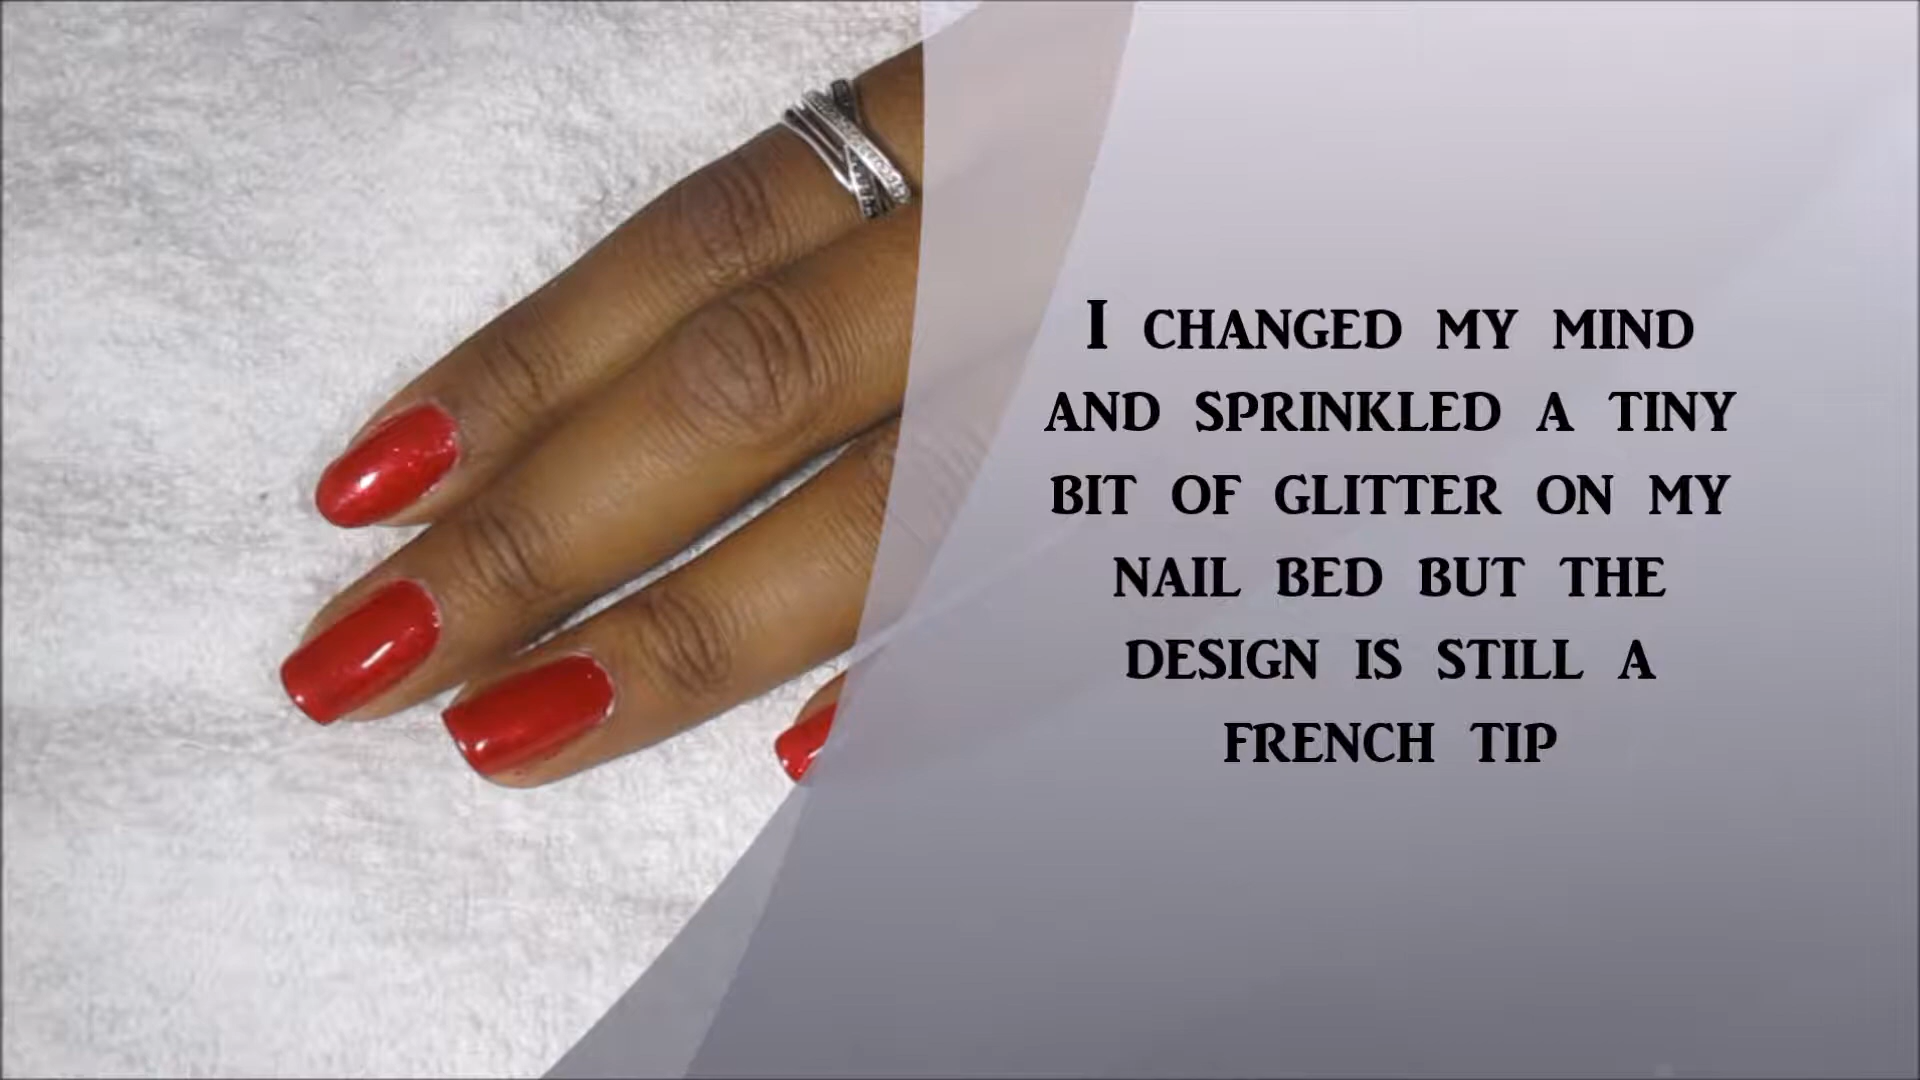 I CHANGED MY MIND
AND SPRINKLED A TINY
BIT OF GLITTER ON MY
NAIL BED BUT THE
DESIGN IS STILL A
FRENCH TIP